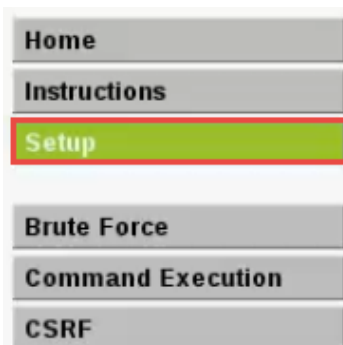 Home
Instructions
Setup
Brute Force
Command Execution
CSRF